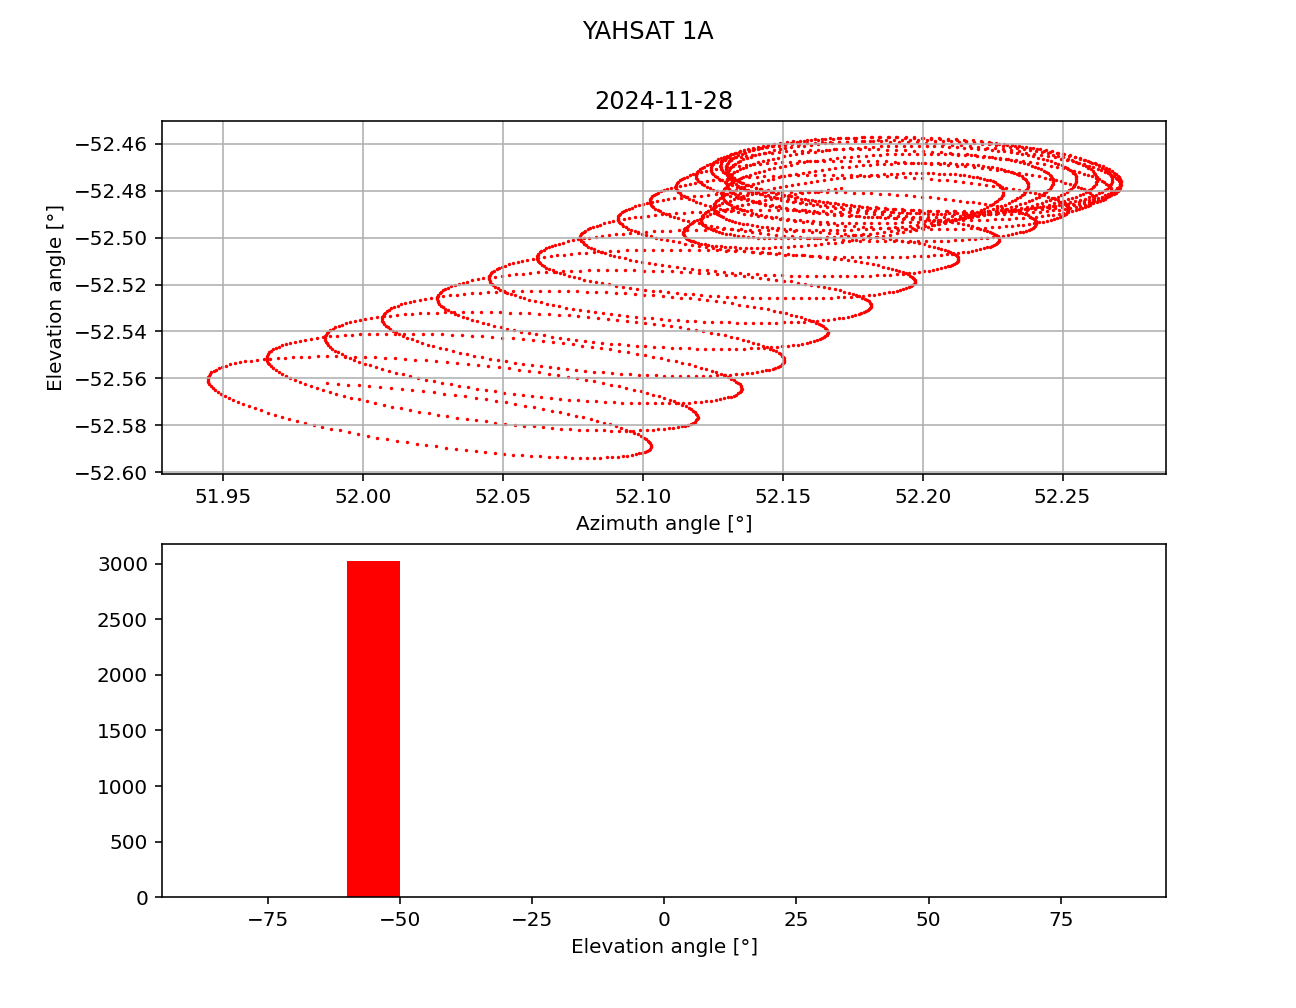 YAHSAT 1A
2024-11-28
−52.46
−52.48
−52.50
−52.52
−52.54
−52.56
−52.58
−52.60
Elevation angle [°]
51.95 52.00 52.05 52.10 52.15 52.20 52.25
Azimuth angle [°]
3000
2500
2000
1500
1000
500
0
−75 −50 −25 0 25 50 75
Elevation angle [°]